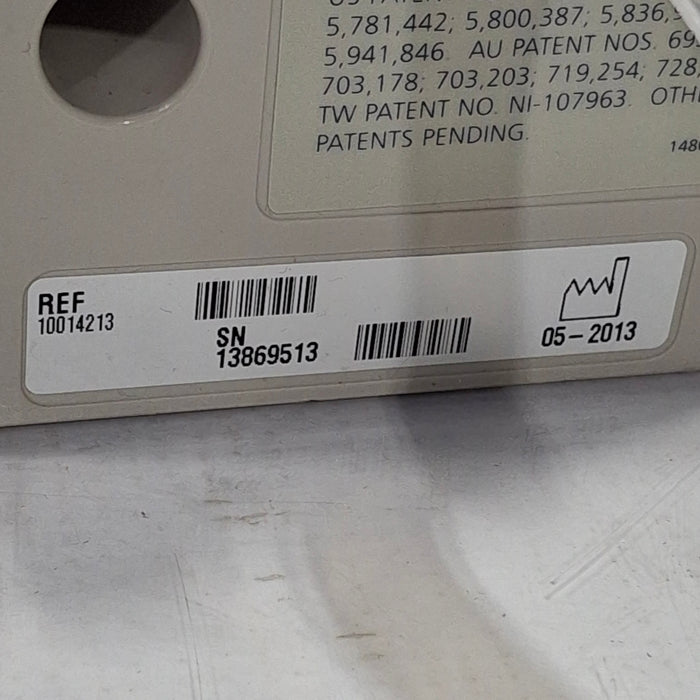 5,781,442; 5,800,387; 5,836,
5,941,846. AU PATENT NOS. 69
703,178; 703,203; 719,254; 728,
TW PATENT NO. NI-107963. OTH
PATENTS PENDING.
148
REF
10014213
SN
13869513
05-2013